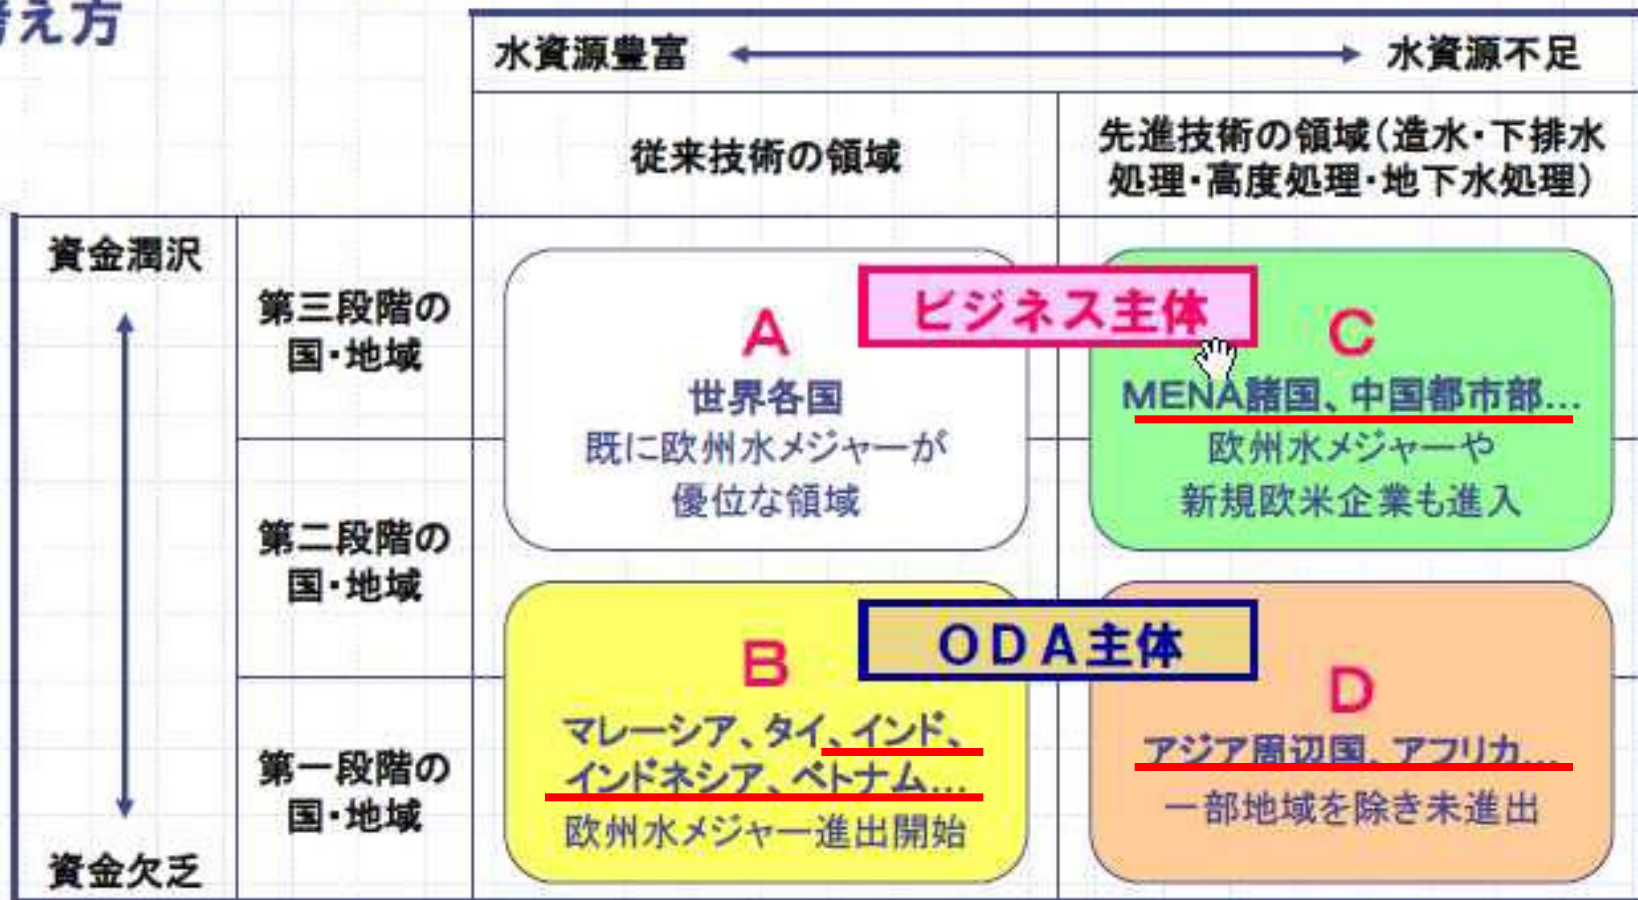 え方
水資源豊富
水資源不足
従来技術の領域
先進技術の領域(造水・下排水
処理・高度処理・地下水処理)
資金潤沢
資金欠乏
第三段階の
国・地域
第二段階の
国・地域
第一段階の
国・地域
ビジネス主体
A
世界各国
既に欧州水メジャーが
優位な領域
C
MENA諸国、中国都市部…
欧州水メジャーや
新規欧米企業も進入
ODA主体
B
マレーシア、タイ、インド、
インドネシア、ベトナム…
欧州水メジャー進出開始
D
アジア周辺国、アフリカ…
一部地域を除き未進出